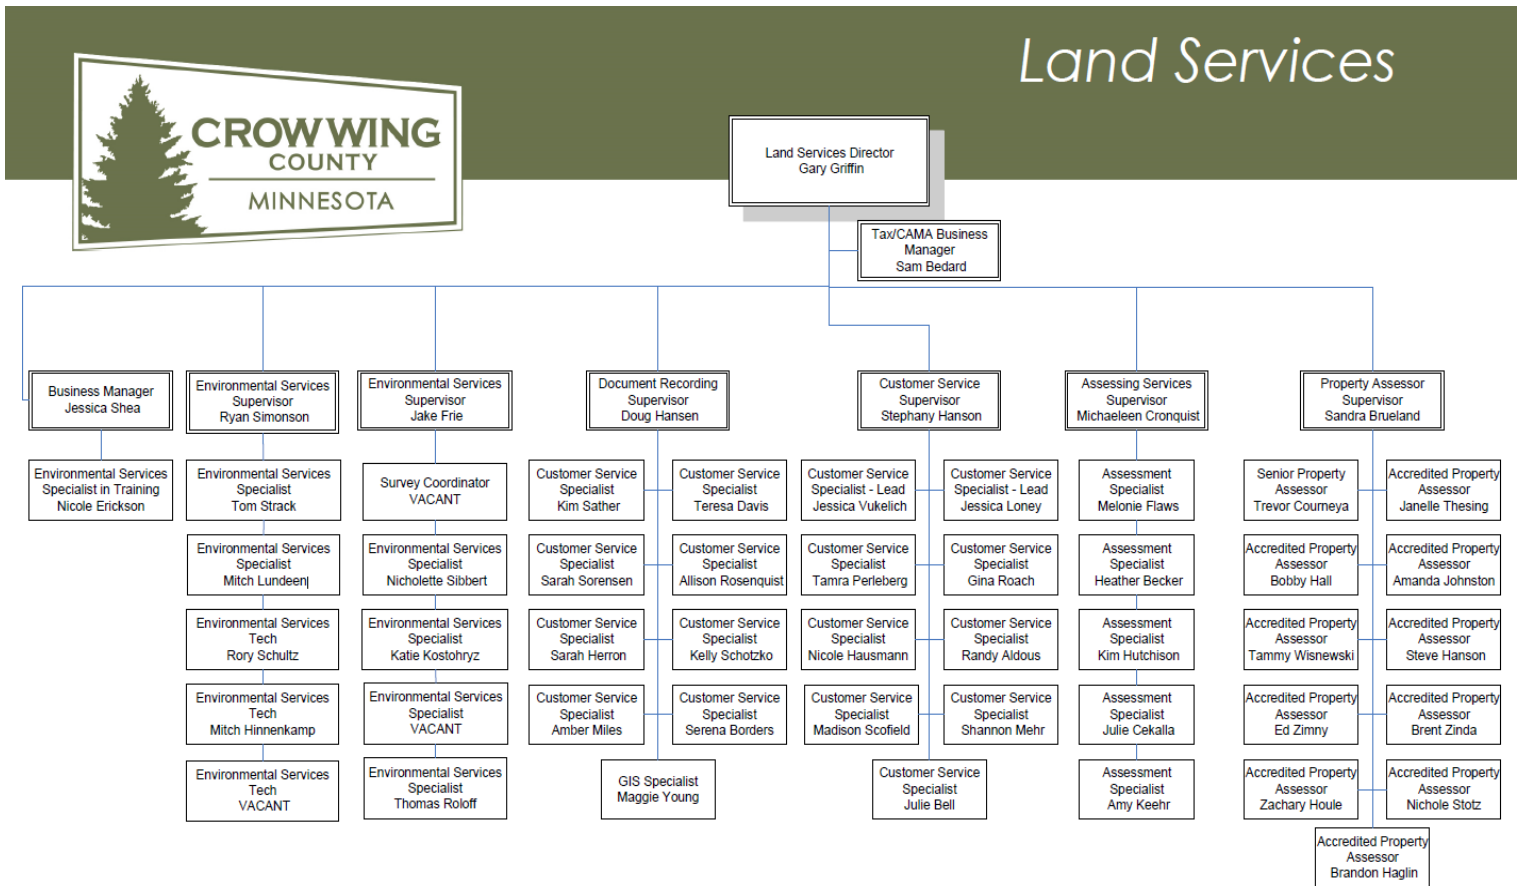 Land Services
CROW WING
COUNTY
MINNESOTA
Land Services Director
Gary Griffin
Tax/CAMA Business
Manager
Sam Bedard
Business Manager
Jessica Shea
Environmental Services
Supervisor
Ryan Simonson
Environmental Services
Supervisor
Jake Frie
Document Recording
Supervisor
Doug Hansen
Customer Service
Supervisor
Stephany Hanson
Assessing Services
Supervisor
Michaeleen Cronquist
Property Assessor
Supervisor
Sandra Brueland
Environmental Services
Specialist in Training
Nicole Erickson
Environmental Services
Specialist
Tom Strack
Survey Coordinator
VACANT
Customer Service
Specialist
Kim Sather
Customer Service
Specialist
Teresa Davis
Customer Service
Specialist - Lead
Jessica Vukelich
Customer Service
Specialist - Lead
Jessica Loney
Assessment
Specialist
Melonie Flaws
Senior Property
Assessor
Trevor Courneya
Accredited Property
Assessor
Janelle Thesing
Environmental Services
Specialist
Mitch Lundeen
Environmental Services
Specialist
Nicholette Sibbert
Customer Service
Specialist
Sarah Sorensen
Customer Service
Specialist
Allison Rosenquist
Customer Service
Specialist
Tamra Perleberg
Customer Service
Specialist
Gina Roach
Assessment
Specialist
Heather Becker
Accredited Property
Assessor
Bobby Hall
Accredited Property
Assessor
Amanda Johnston
Environmental Services
Tech
Rory Schultz
Environmental Services
Specialist
Katie Kostohryz
Customer Service
Specialist
Sarah Herron
Customer Service
Specialist
Kelly Schotzko
Customer Service
Specialist
Nicole Hausmann
Customer Service
Specialist
Randy Aldous
Assessment
Specialist
Kim Hutchison
Accredited Property
Assessor
Tammy Wisnewski
Accredited Property
Assessor
Steve Hanson
Environmental Services
Tech
Mitch Hinnenkamp
Environmental Services
Specialist
VACANT
Customer Service
Specialist
Amber Miles
Customer Service
Specialist
Serena Borders
Customer Service
Specialist
Madison Scofield
Customer Service
Specialist
Shannon Mehr
Assessment
Specialist
Julie Cekalla
Accredited Property
Assessor
Ed Zimny
Accredited Property
Assessor
Brent Zinda
Environmental Services
Tech
VACANT
Environmental Services
Specialist
Thomas Roloff
GIS Specialist
Maggie Young
Customer Service
Specialist
Julie Bell
Assessment
Specialist
Amy Keehr
Accredited Property
Assessor
Zachary Houle
Accredited Property
Assessor
Nichole Stotz
Accredited Property
Assessor
Brandon Haglin